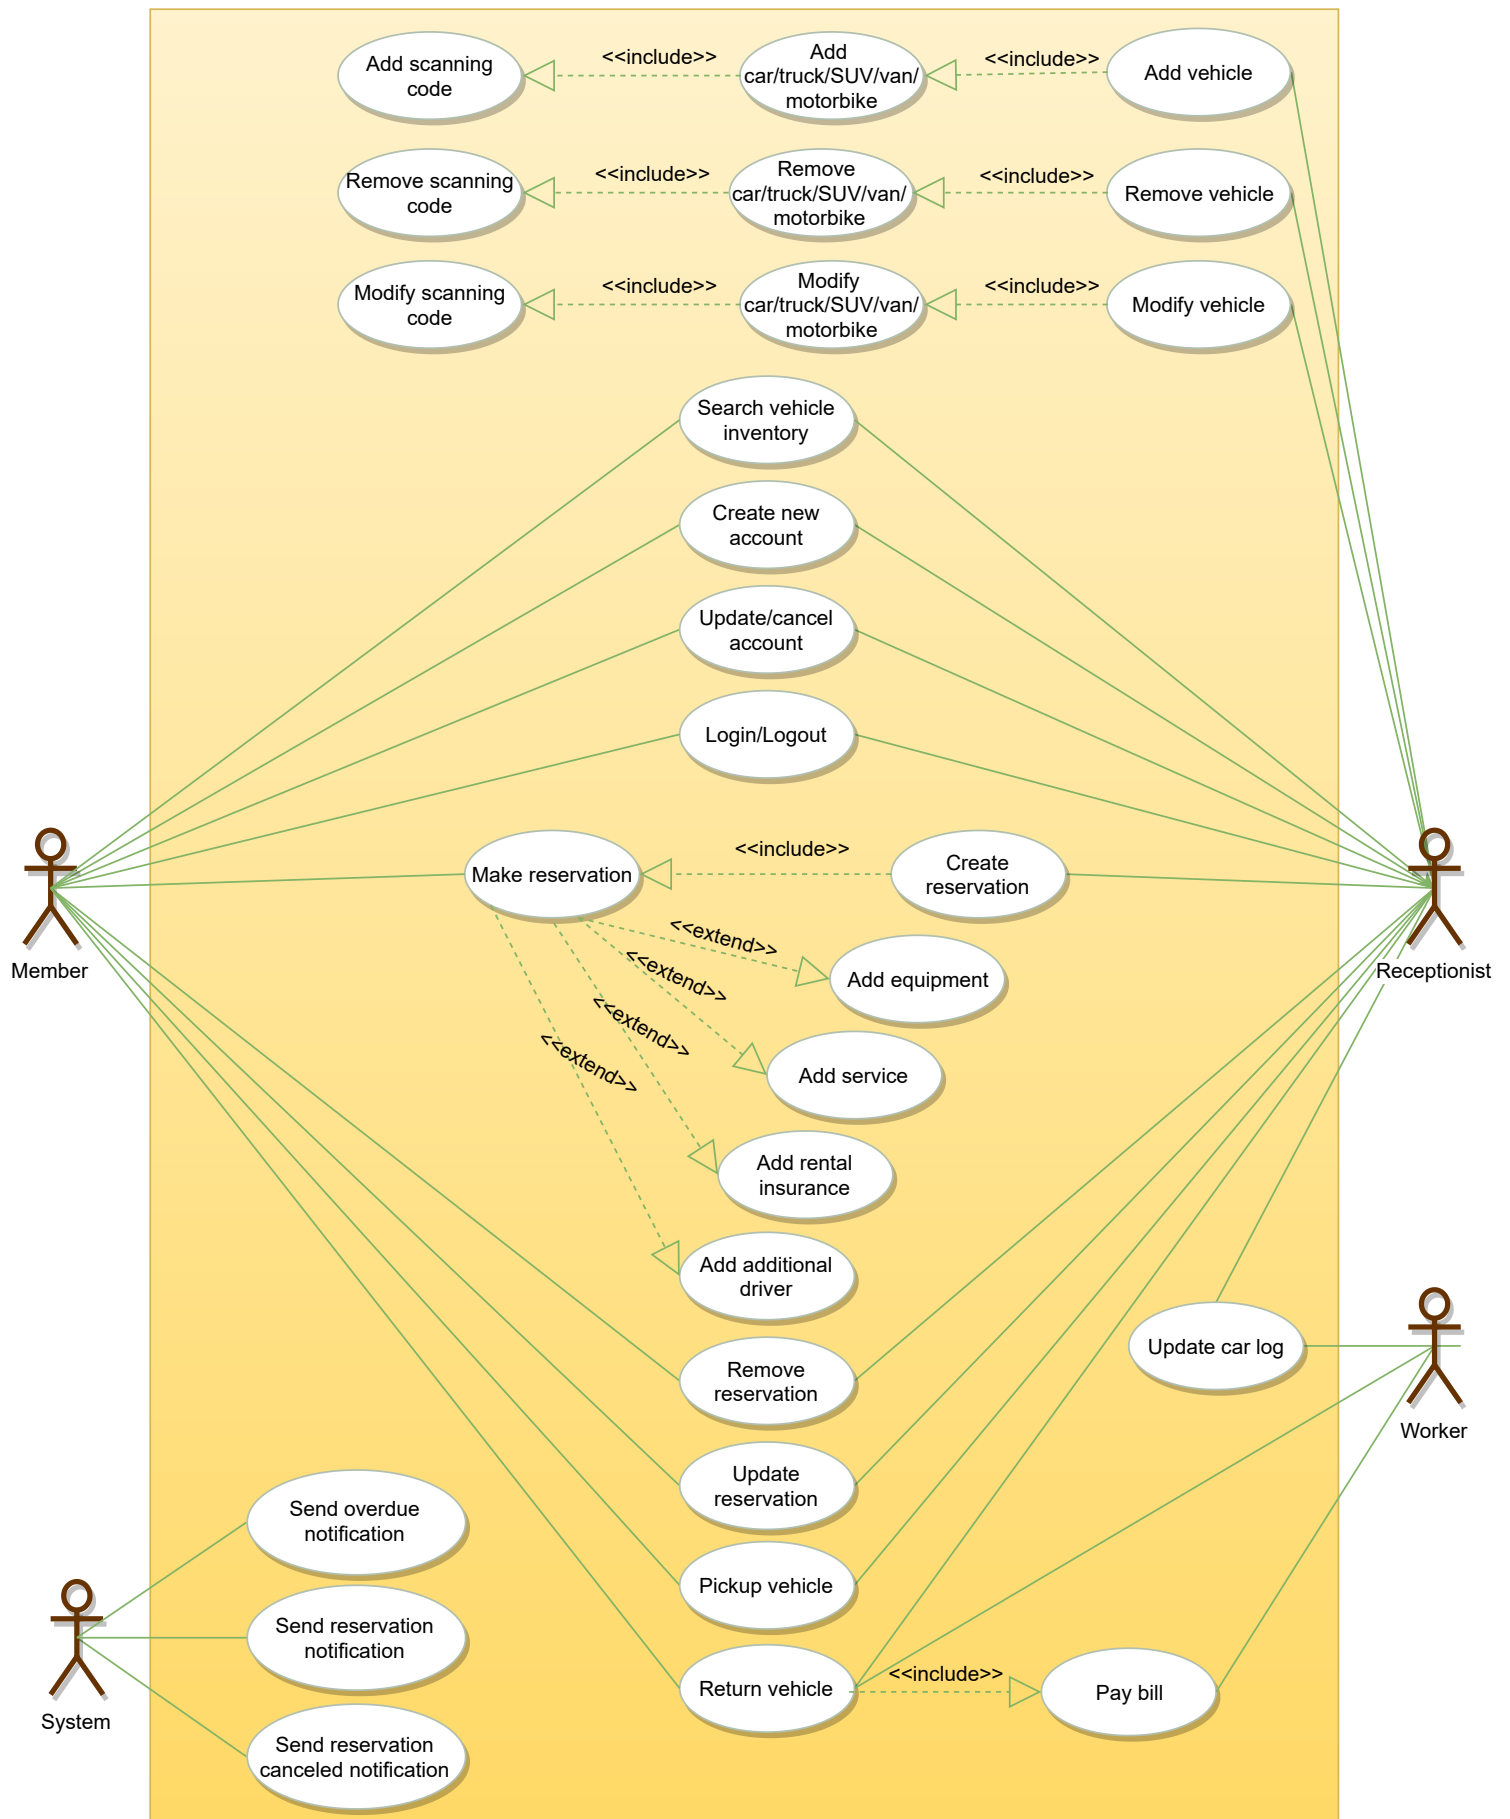 Add scanning
code
<<include>>
Add
car/truck/SUV/van/
motorbike
<<include>>
Add vehicle
Remove scanning
code
<<include>>
Remove
car/truck/SUV/van/
motorbike
<<include>>
Remove vehicle
Modify scanning
code
<<include>>
Modify
car/truck/SUV/van/
motorbike
<<include>>
Modify vehicle
Search vehicle
inventory
Create new
account
Update/cancel
account
Login/Logout
Member
Make reservation
<<include>>
Create
reservation
Receptionist
<<extend>>
Add equipment
<<extend>>
Add service
<<extend>>
Add rental
insurance
<<extend>>
Add additional
driver
Remove
reservation
Update car log
Worker
Update
reservation
Send overdue
notification
Pickup vehicle
Send reservation
notification
System
Return vehicle
<<include>>
Pay bill
Send reservation
canceled notification